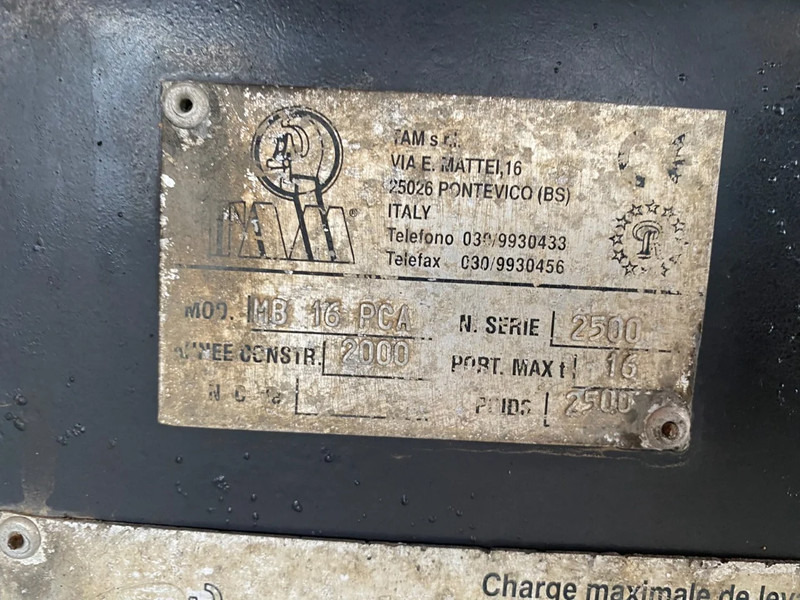 TAM s.r.l.
VIA E. MATTEI,16
25026 PONTEVICO (BS)
ITALY
Telefono 030/9930433
Telefax 030/9930456
TAM®
MOD. MB 16 PCA
N. SERIE 2500
ANNEE CONSTR. 2000
PORT. MAX t 16
POIDS 2500
Charge maximale de leva